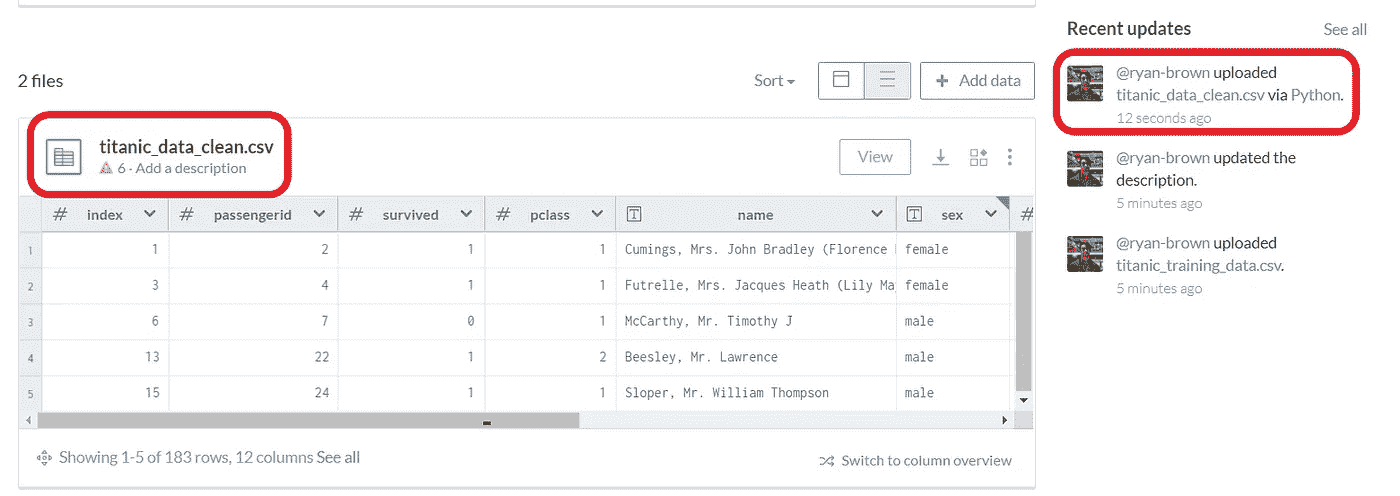 2 files
Sort
+ Add data
titanic_data_clean.csv
6 · Add a description
View
# index # passengerid # survived # pclass T name T sex #
1 1 2 1 1 Cumings, Mrs. John Bradley (Florence female
2 3 4 1 1 Futrelle, Mrs. Jacques Heath (Lily Ma female
3 6 7 0 1 McCarthy, Mr. Timothy J male
4 13 22 1 2 Beesley, Mr. Lawrence male
5 15 24 1 1 Sloper, Mr. William Thompson male
Showing 1-5 of 183 rows, 12 columns See all
Switch to column overview
Recent updates
See all
@ryan-brown uploaded
titanic_data_clean.csv via Python.
12 seconds ago
@ryan-brown updated the
description.
5 minutes ago
@ryan-brown uploaded
titanic_training_data.csv.
5 minutes ago